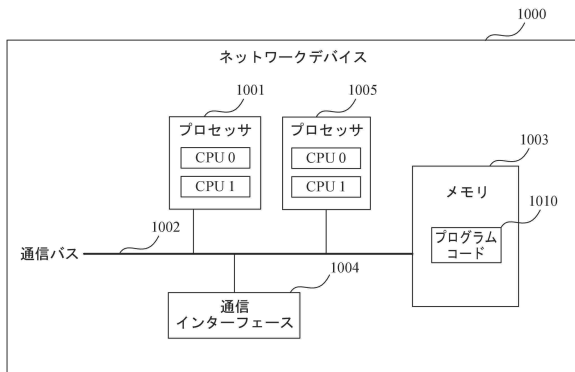 1000
ネットワークデバイス
1001
1005
プロセッサ
CPU 0
CPU 1
プロセッサ
CPU 0
CPU 1
1003
メモリ
1010
プログラム
コード
1002
通信バス
1004
通信
インターフェース